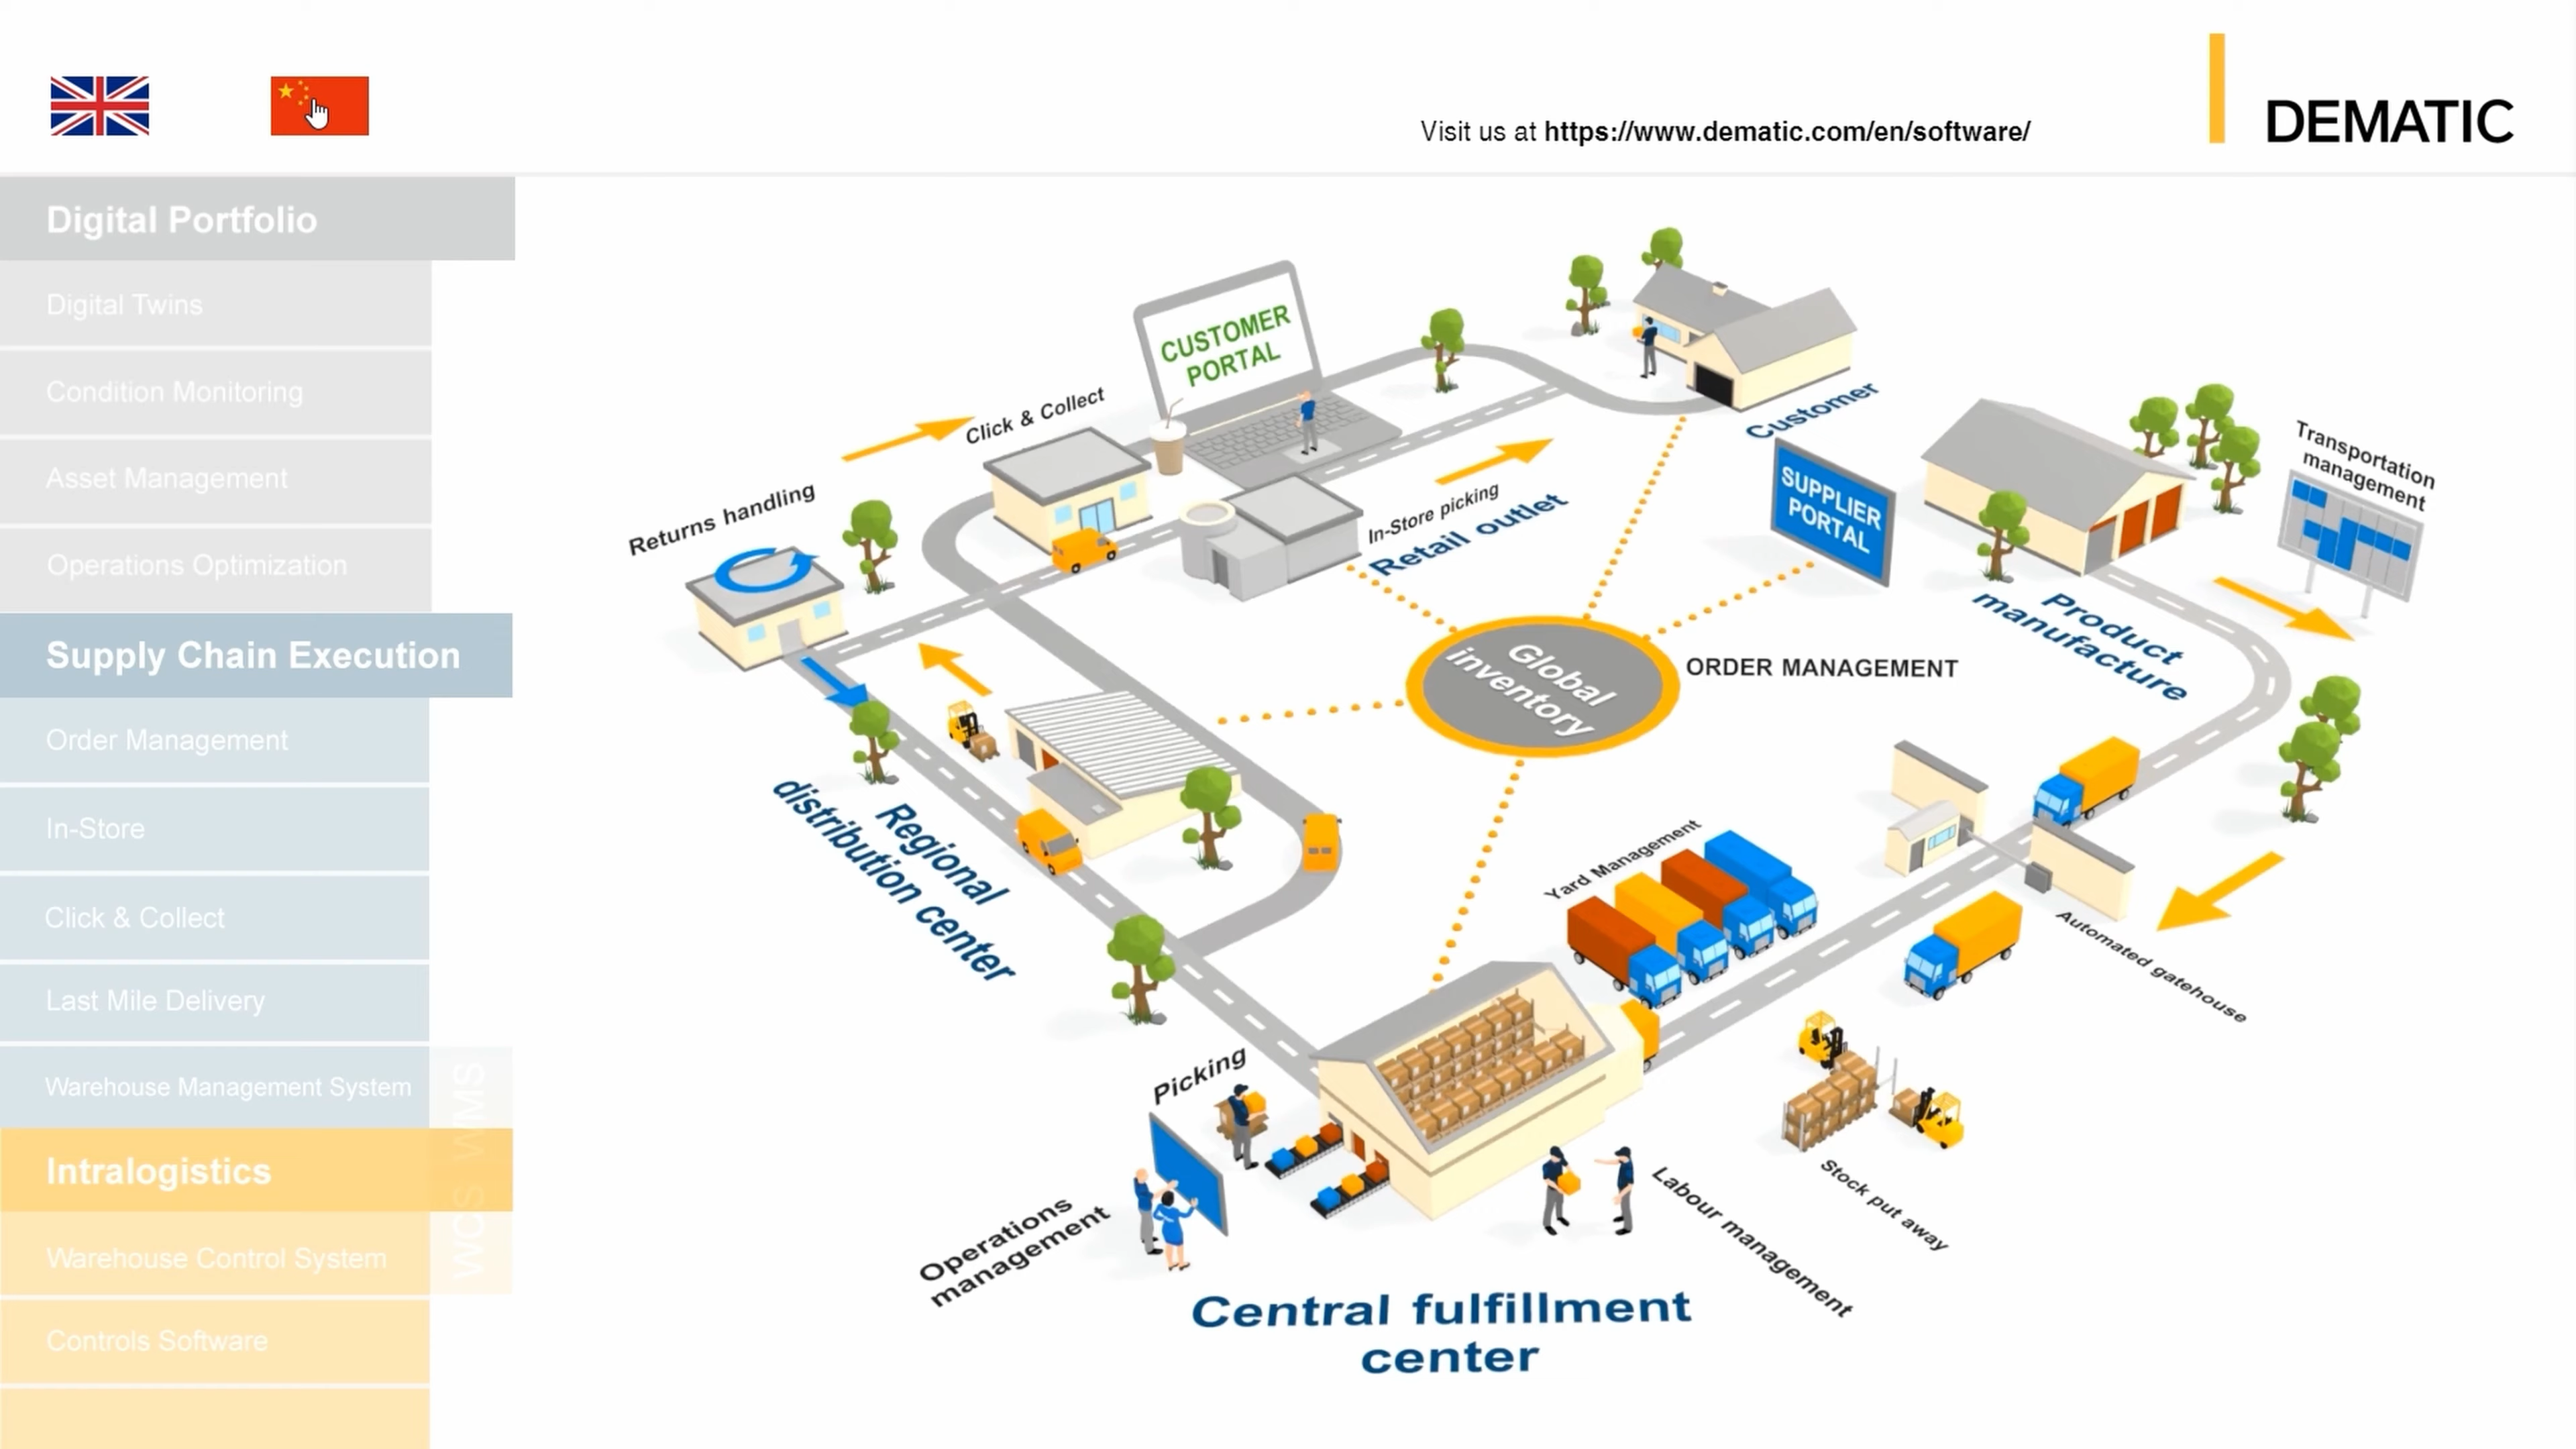 Visit us at https://www.dematic.com/en/software/
DEMATIC
Digital Portfolio
Digital Twins
Condition Monitoring
Asset Management
Operations Optimization
Supply Chain Execution
Order Management
In-Store
Click & Collect
Last Mile Delivery
Warehouse Management System
WCS WMS
Intralogistics
Warehouse Control System
Controls Software
CUSTOMER
PORTAL
Click & Collect
Returns handling
In-Store picking
Retail outlet
Customer
SUPPLIER
PORTAL
Transportation
management
Product
manufacture
Global
inventory
ORDER MANAGEMENT
Regional
distribution center
Yard Management
Automated gatehouse
Picking
Operations
management
Labour management
Stock put away
Central fulfillment
center